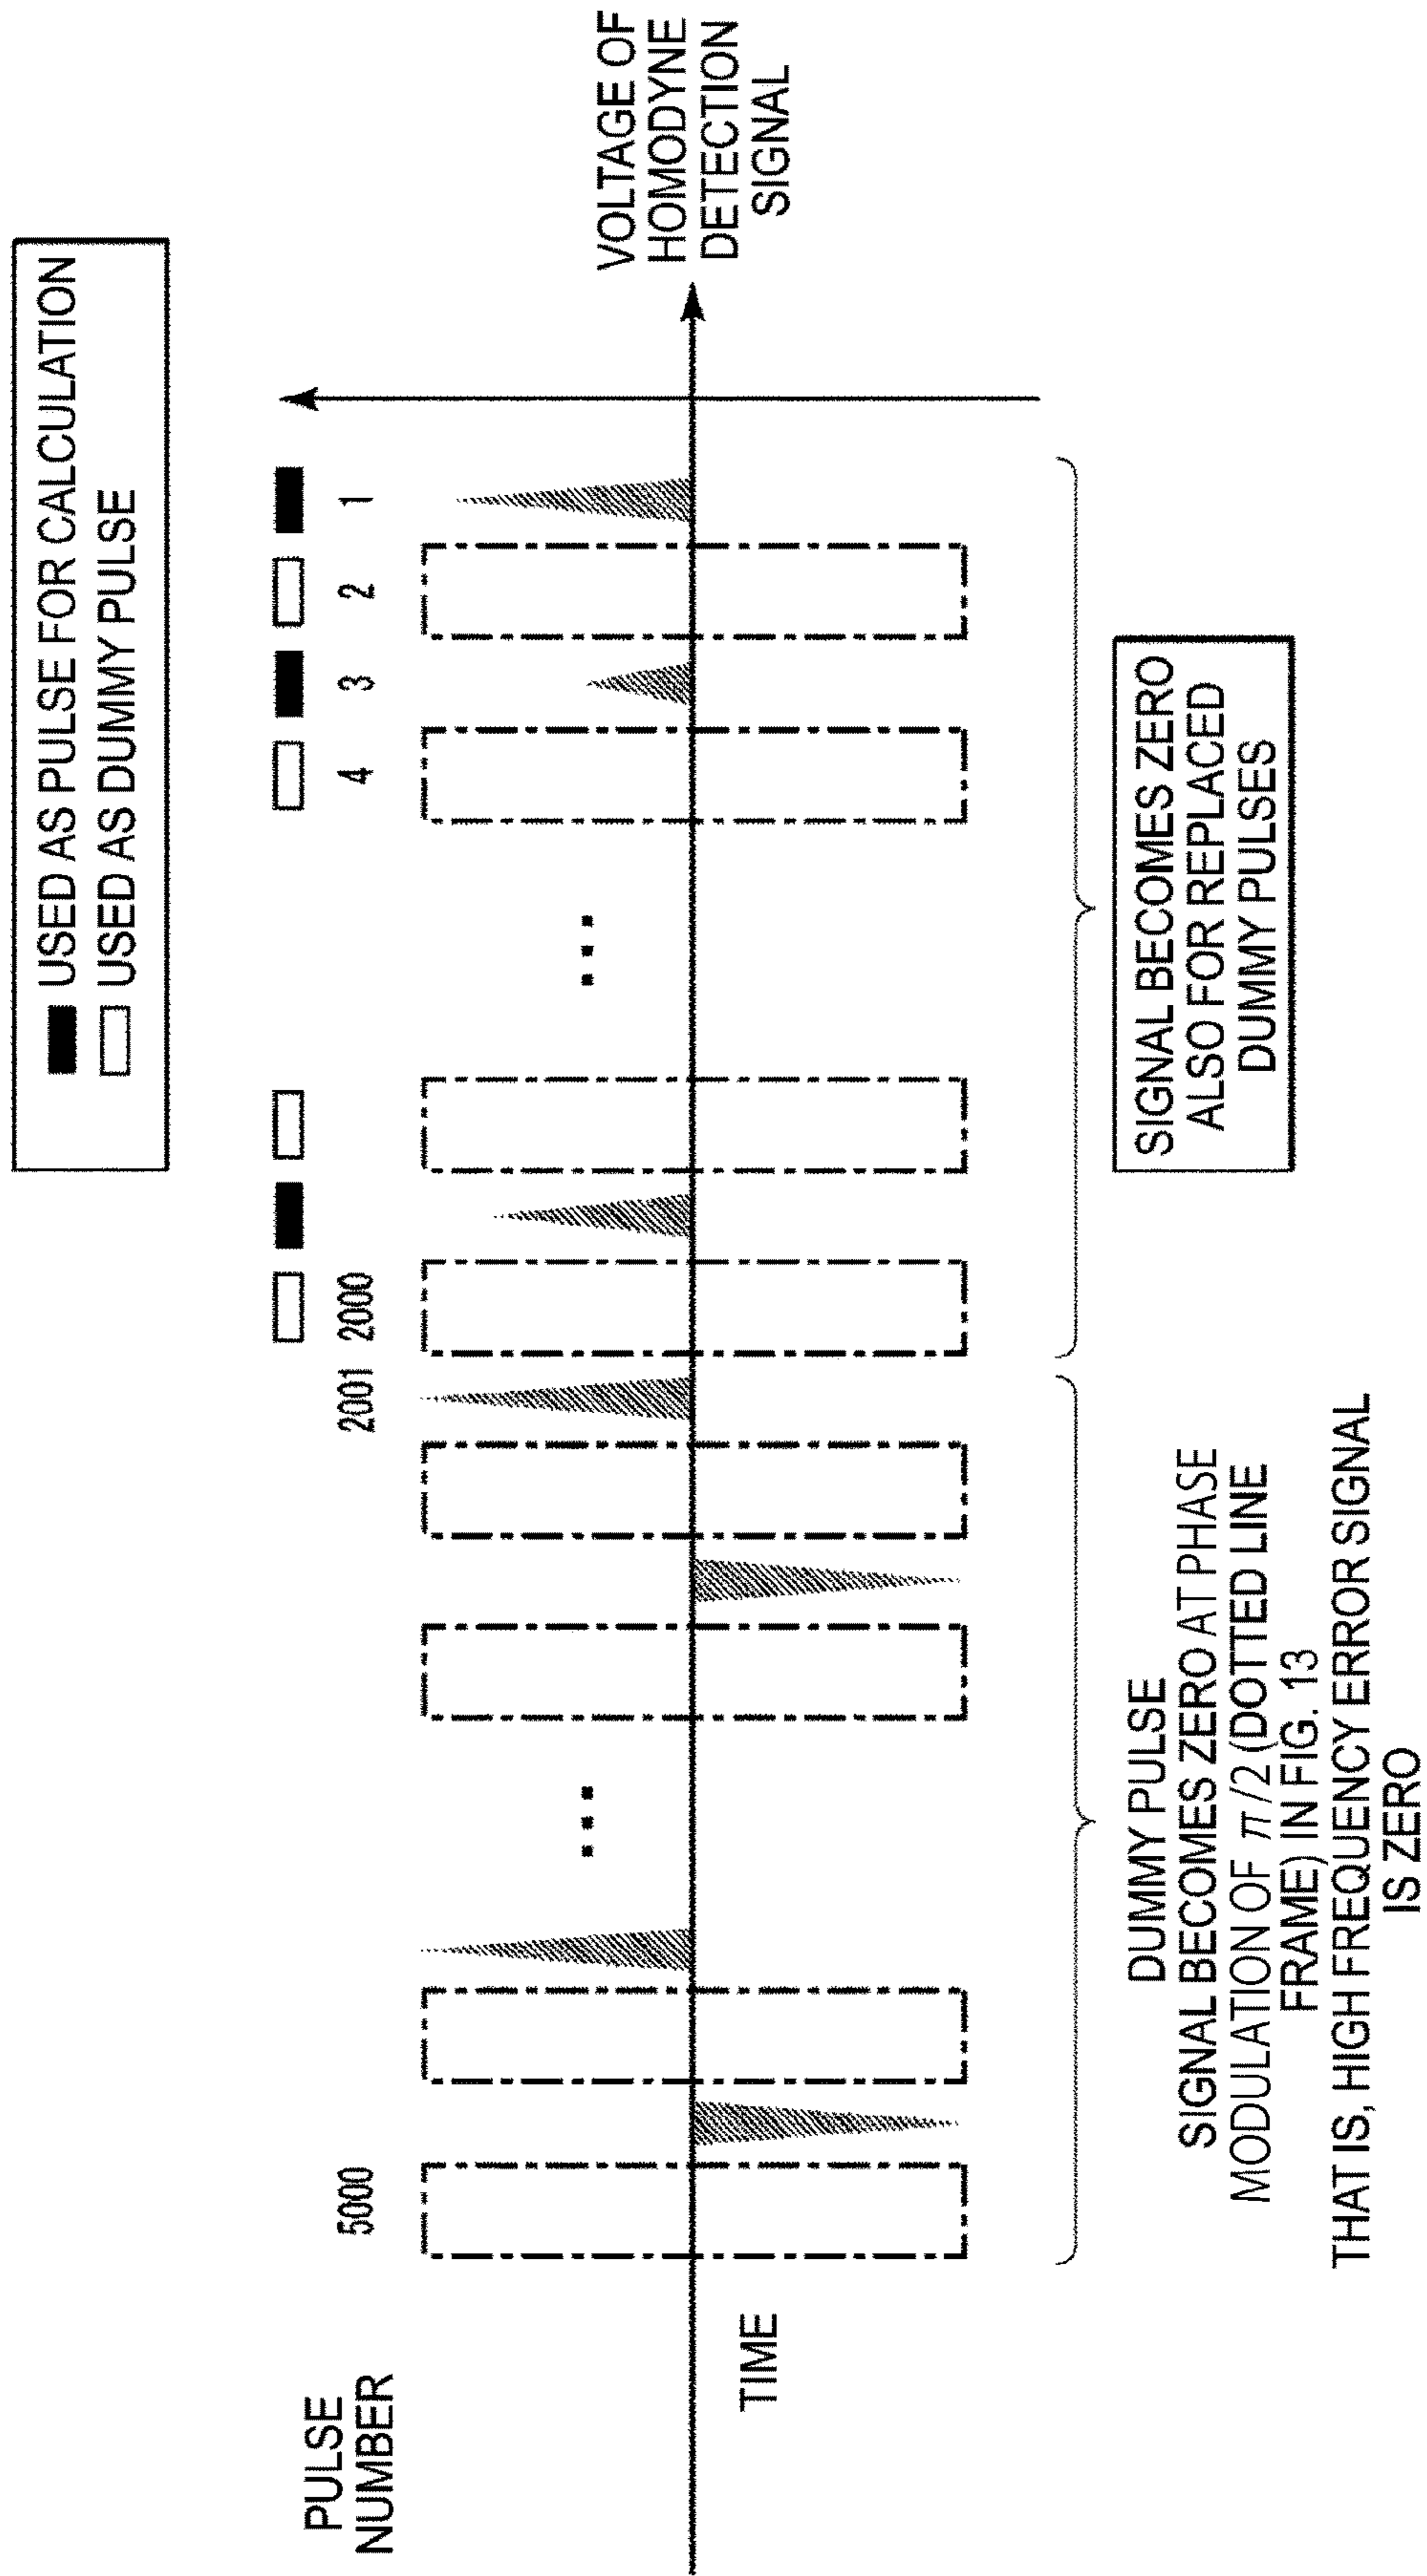 USED AS PULSE FOR CALCULATION
USED AS DUMMY PULSE
PULSE
NUMBER
5000
2001
2000
4
3
2
1
VOLTAGE OF
HOMODYNE
DETECTION
SIGNAL
TIME
DUMMY PULSE
SIGNAL BECOMES ZERO AT PHASE
MODULATION OF π/2 (DOTTED LINE
FRAME) IN FIG. 13
THAT IS, HIGH FREQUENCY ERROR SIGNAL
IS ZERO
SIGNAL BECOMES ZERO
ALSO FOR REPLACED
DUMMY PULSES